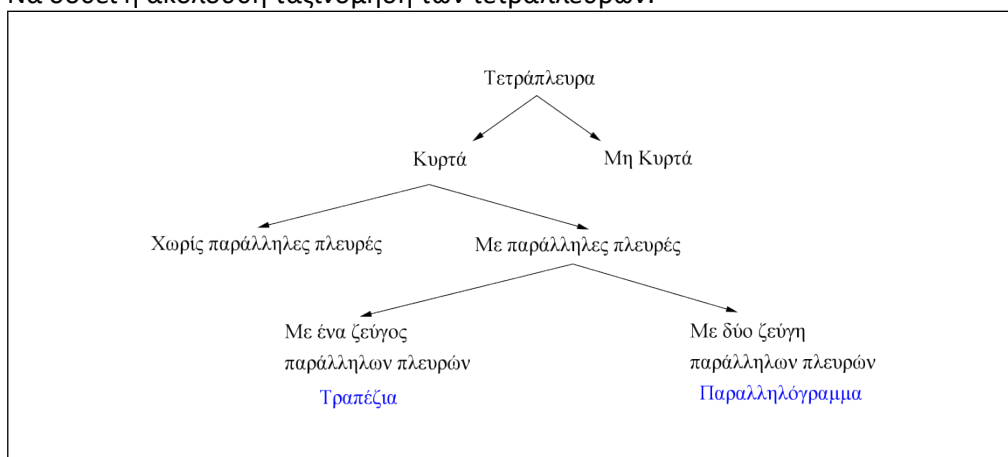 Να δοθεί η ακόλουθη ταξινόμηση των τετραπλεύρων:
Τετράπλευρα
Κυρτά
Μη Κυρτά
Χωρίς παράλληλες πλευρές
Με παράλληλες πλευρές
Με ένα ζεύγος
παράλληλων πλευρών
Τραπέζια
Με δύο ζεύγη
παράλληλων πλευρών
Παραλληλόγραμμα